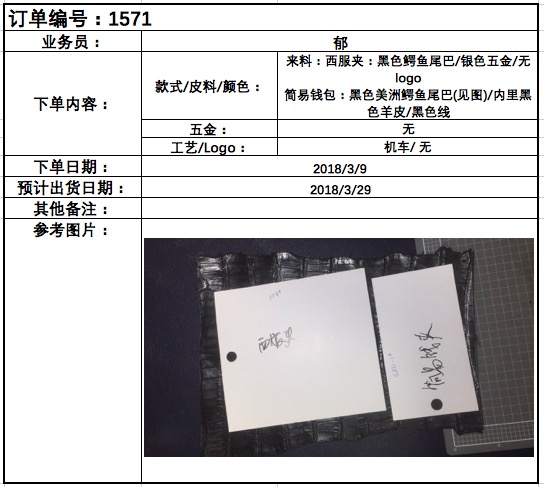 订单编号：1571
业务员： 郁
下单内容： 款式/皮料/颜色： 来料：西服夹：黑色鳄鱼尾巴/银色五金/无
logo
简易钱包：黑色美洲鳄鱼尾巴(见图)/内里黑
色羊皮/黑色线
五金： 无
工艺/Logo： 机车/ 无
下单日期： 2018/3/9
预计出货日期： 2018/3/29
其他备注：
参考图片：
西服夹
简易钱夹